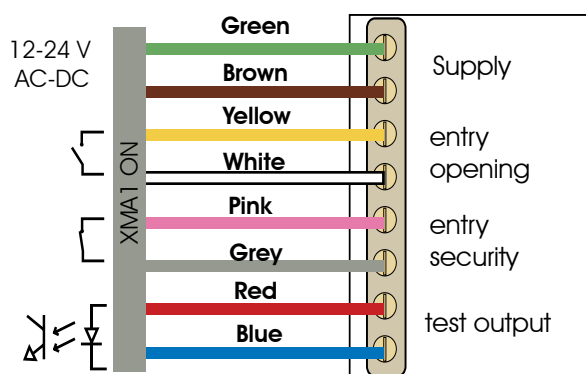 12-24 V
AC-DC
XMA1 ON
Green
Brown
Yellow
White
Pink
Grey
Red
Blue
Supply
entry
opening
entry
security
test output